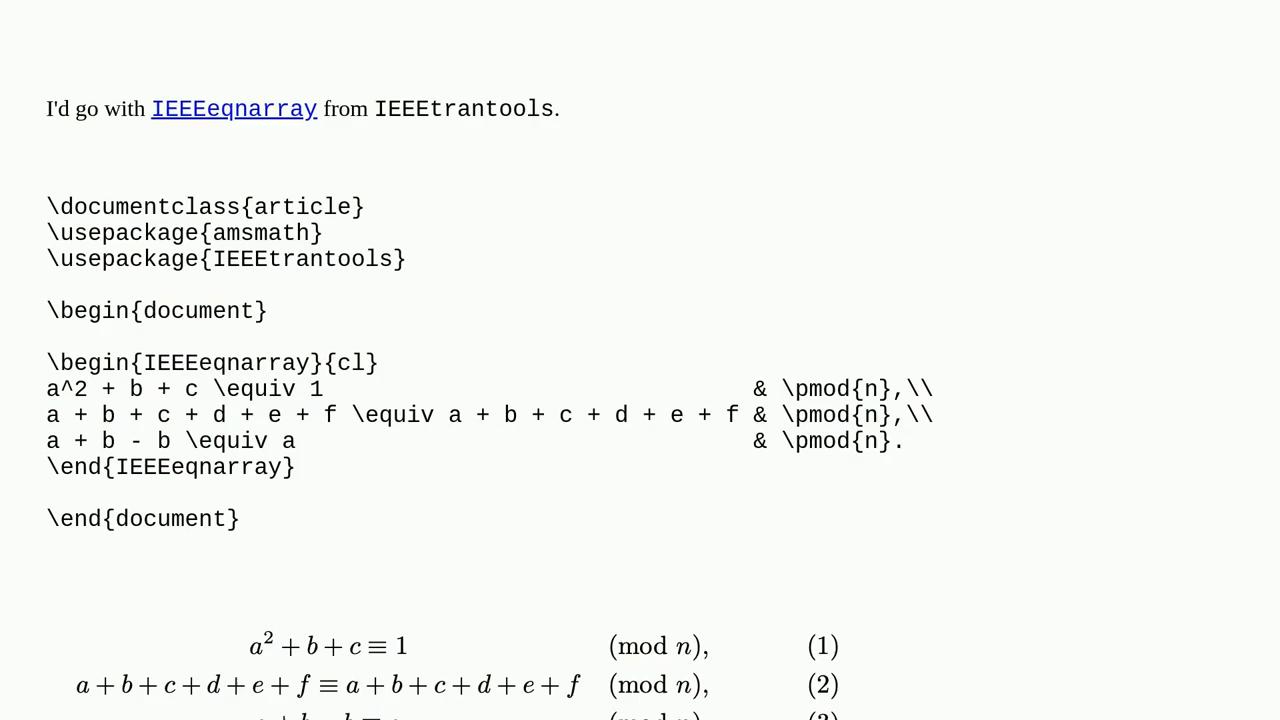 I'd go with IEEEeqnarray from IEEEtrantools.
\documentclass{article}
\usepackage{amsmath}
\usepackage{IEEEtrantools}
\begin{document}
\begin{IEEEeqnarray}{cl}
a^2 + b + c \equiv 1                               & \pmod{n},\\
a + b + c + d + e + f \equiv a + b + c + d + e + f & \pmod{n},\\
a + b - b \equiv a                                 & \pmod{n}.
\end{IEEEeqnarray}
\end{document}
a² + b + c ≡ 1 (mod n), (1)
a + b + c + d + e + f ≡ a + b + c + d + e + f (mod n), (2)